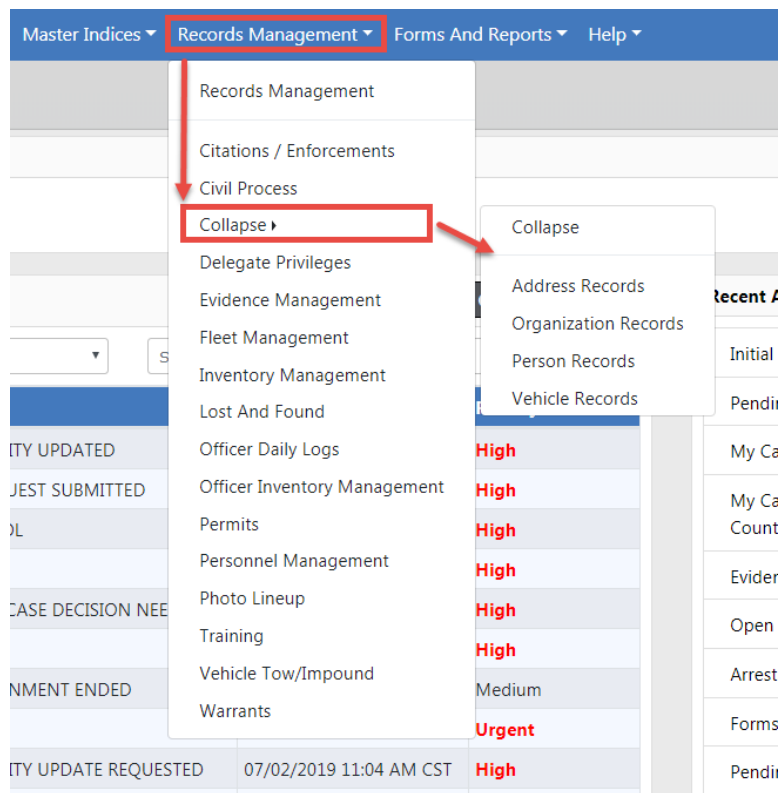 Master Indices Records Management Forms And Reports Help
Records Management
Citations / Enforcements
Civil Process
Collapse
Delegate Privileges
Evidence Management
Fleet Management
Inventory Management
Lost And Found
Officer Daily Logs
Officer Inventory Management
Permits
Personnel Management
Photo Lineup
Training
Vehicle Tow/Impound
Warrants
Collapse
Address Records
Organization Records
Person Records
Vehicle Records
ITY UPDATED High
UEST SUBMITTED High
OL High
High
CASE DECISION NEE High
High
NMENT ENDED Medium
Urgent
ITY UPDATE REQUESTED 07/02/2019 11:04 AM CST High
Recent A
Initial
Pendin
My Ca
My Ca
Count
Eviden
Open
Arrest
Forms
Pendin